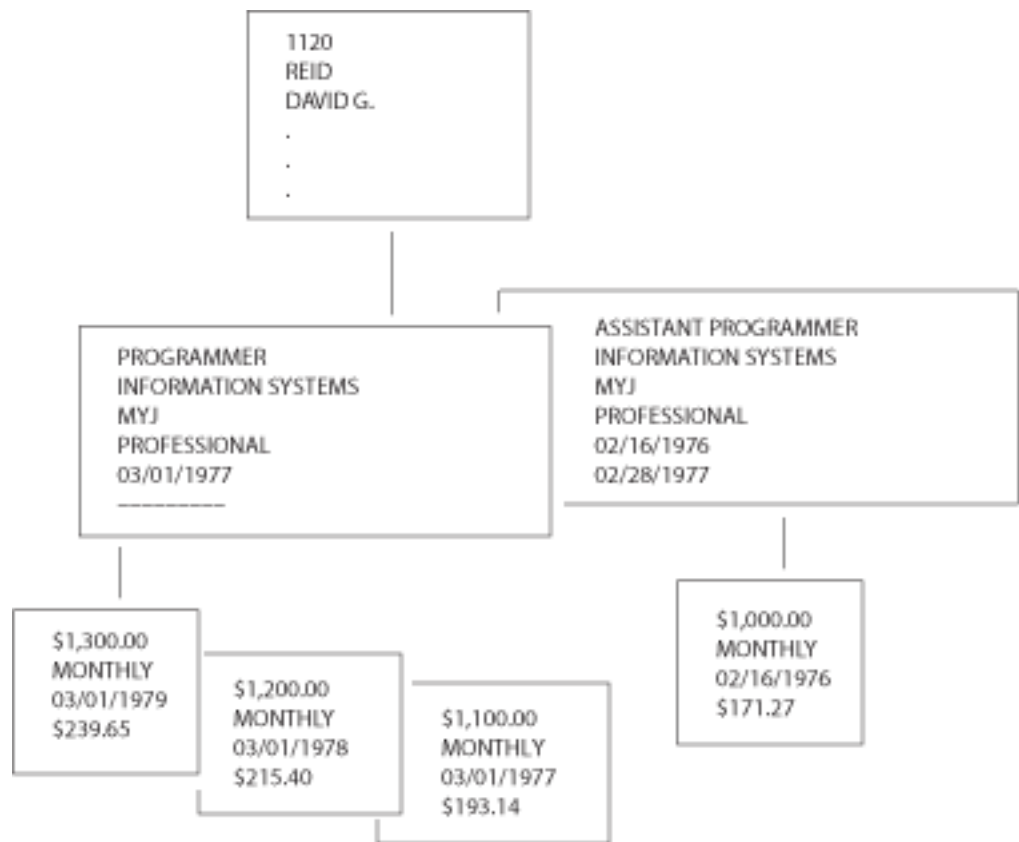 1120
REID
DAVID G.
.
.
.
PROGRAMMER
INFORMATION SYSTEMS
MYJ
PROFESSIONAL
03/01/1977
_________
ASSISTANT PROGRAMMER
INFORMATION SYSTEMS
MYJ
PROFESSIONAL
02/16/1976
02/28/1977
$1,300.00
MONTHLY
03/01/1979
$239.65
$1,200.00
MONTHLY
03/01/1978
$215.40
$1,100.00
MONTHLY
03/01/1977
$193.14
$1,000.00
MONTHLY
02/16/1976
$171.27